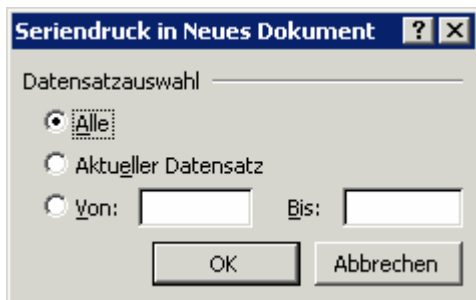 Seriendruck in Neues Dokument
Datensatzauswahl
Alle
Aktueller Datensatz
Von: Bis:
OK Abbrechen